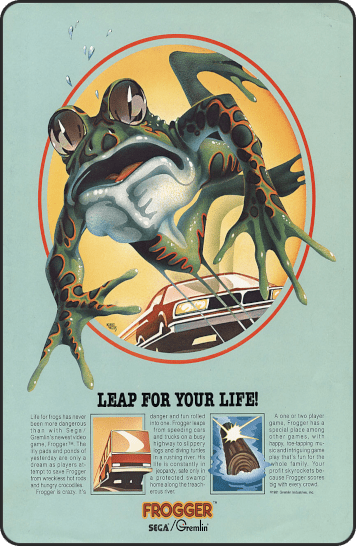 LEAP FOR YOUR LIFE!
Life for frogs has never
been more dangerous
than with Sega/
Gremlin's newest video
game, Frogger™. The
lily pads and ponds of
yesterday are only a
dream as players at-
tempt to save Frogger
from wreckless hot rods
and hungry crocodiles.
Frogger is crazy. It's
danger and fun rolled
into one. Frogger leaps
from speeding cars
and trucks on a busy
highway to slippery
logs and diving turtles
in a rushing river. His
life is constantly in
jeopardy, safe only in
a protected swamp
home along the treach-
erous river.
A one or two player
game, Frogger has a
special place among
other games, with
happy, toe-tapping mu-
sic and intriguing game
play that's fun for the
whole family. Your
profit skyrockets be-
cause Frogger scores
big with every crowd.
Gremlin Industries, Inc.
FROGGER™
SEGA/Gremlin